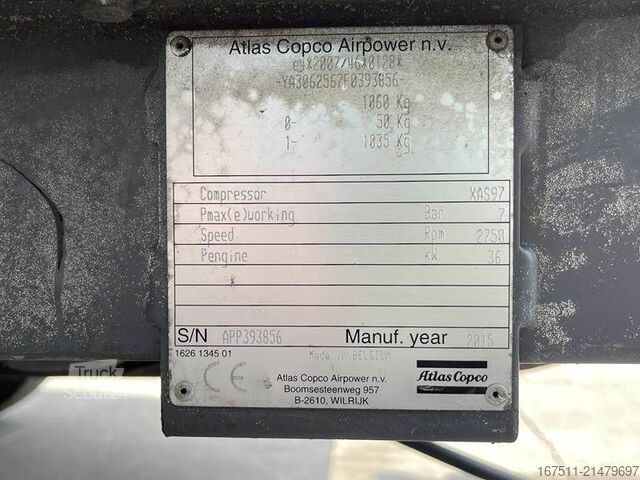 Atlas Copco Airpower n.v.
e4*2007/46*0128*
-YA3062567F0393856-
1060 Kg
0- 50 Kg
1- 1035 Kg
Compressor XAS97
Pmax(e)working Bar 7
Speed Rpm 2750
Pengine kW 36
S/N APP393856 Manuf. year 2015
1626 1345 01
Made in BELGIUM
CE
Atlas Copco Airpower n.v.
Boomsesteenweg 957
B-2610, WILRIJK
Atlas Copco
Truck
Scout24
167511-21479697